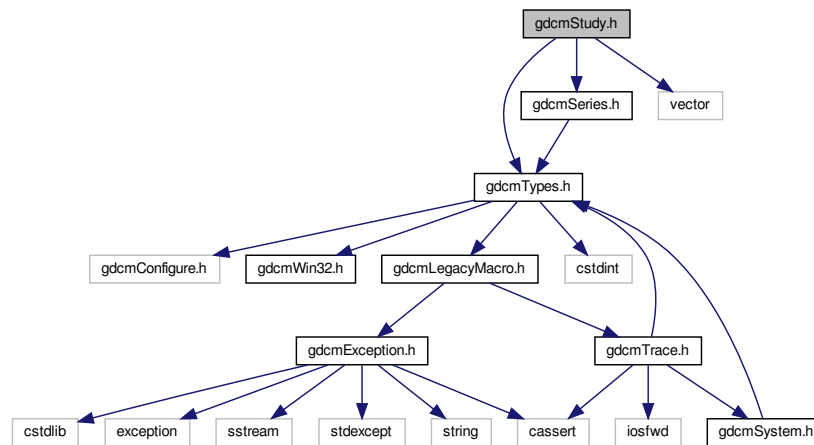 gdcmStudy.h
gdcmSeries.h
vector
gdcmTypes.h
gdcmConfigure.h
gdcmWin32.h
gdcmLegacyMacro.h
cstdint
gdcmException.h
gdcmTrace.h
cstdlib
exception
sstream
stdexcept
string
cassert
iosfwd
gdcmSystem.h